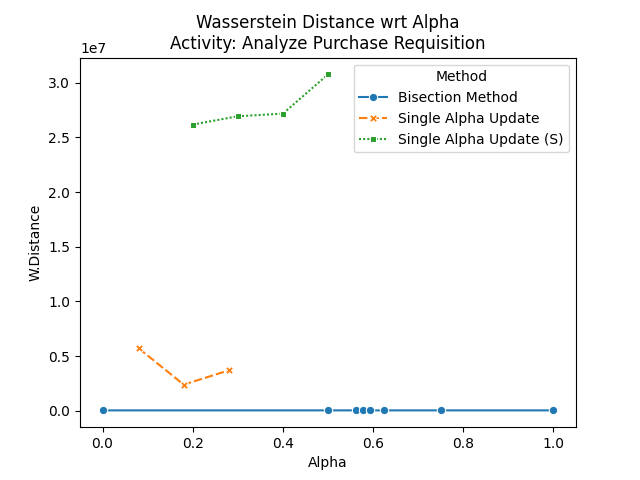 Wasserstein Distance wrt Alpha
Activity: Analyze Purchase Requisition
1e7
Method
Bisection Method
Single Alpha Update
Single Alpha Update (S)
W.Distance
3.0
2.5
2.0
1.5
1.0
0.5
0.0
0.0 0.2 0.4 0.6 0.8 1.0
Alpha